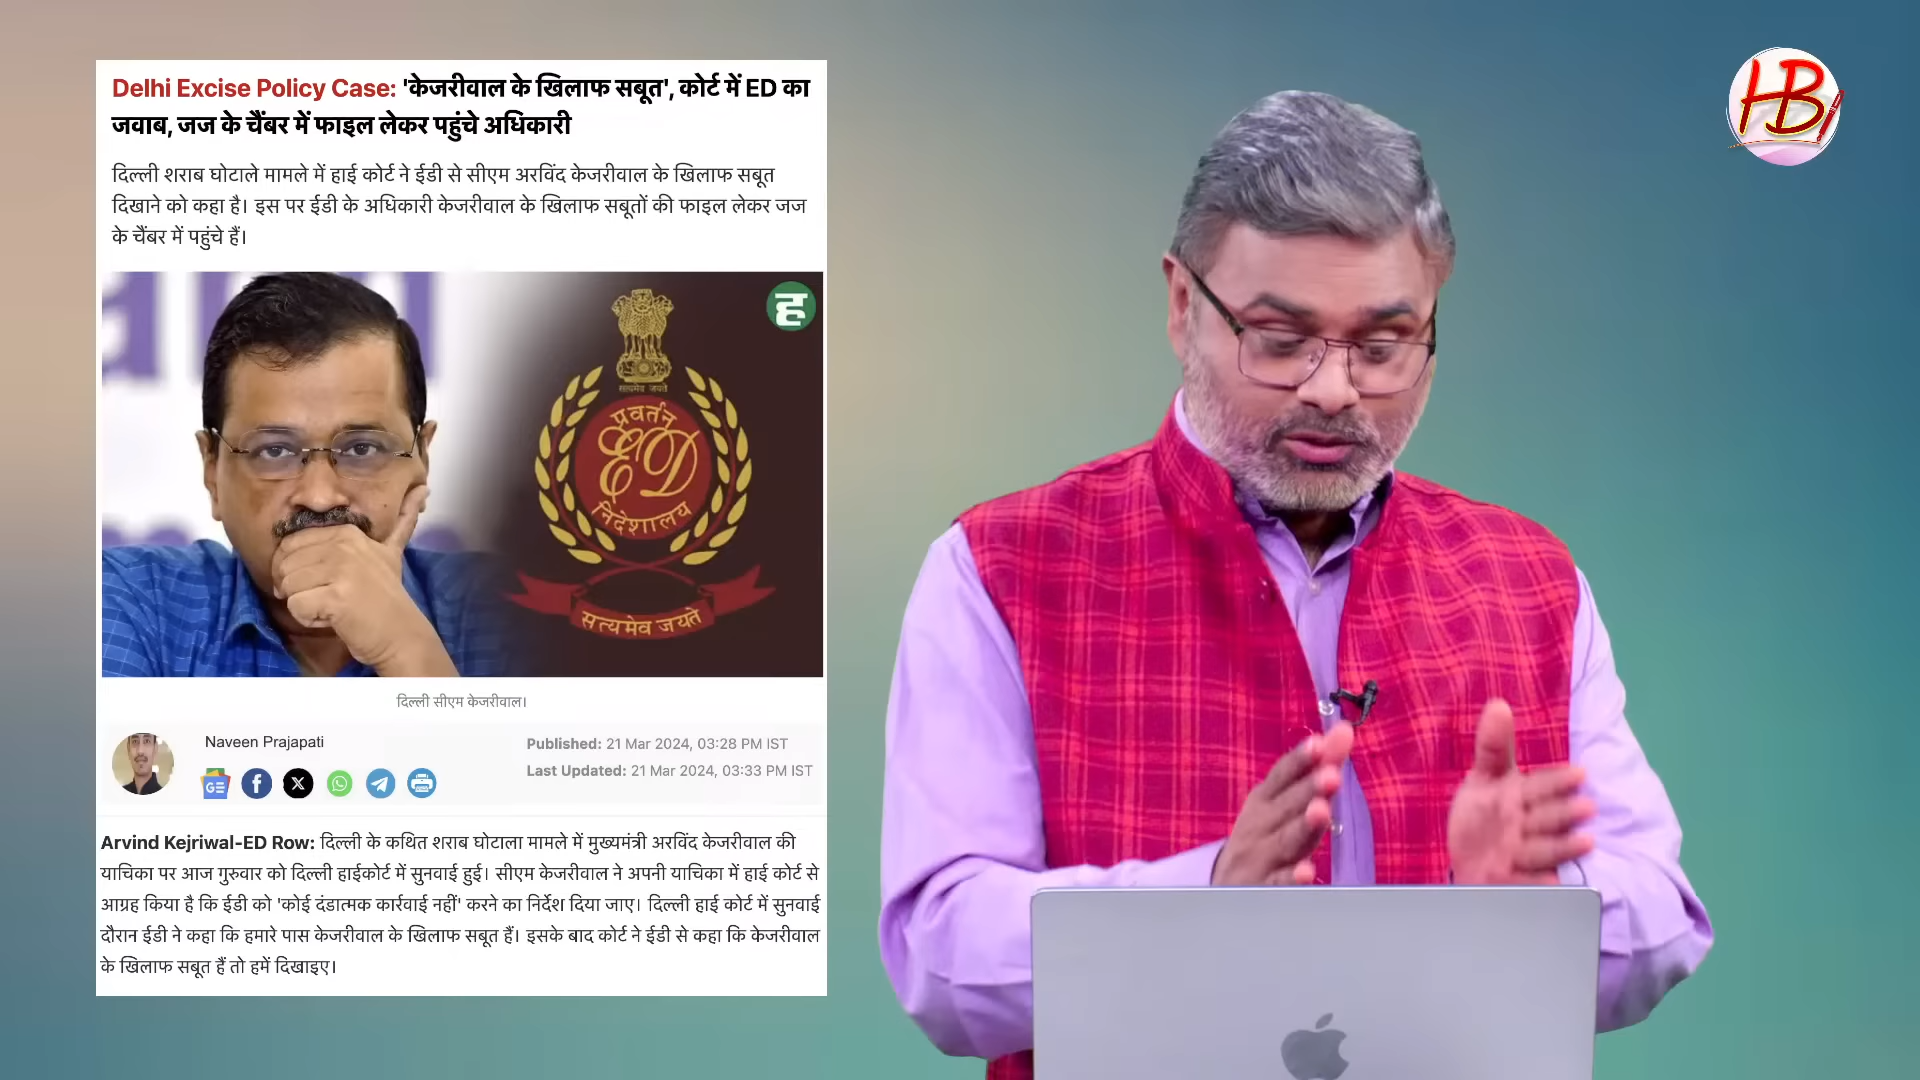 Delhi Excise Policy Case: 'केजरीवाल के खिलाफ सबूत', कोर्ट में ED का
जवाब, जज के चैंबर में फाइल लेकर पहुंचे अधिकारी
दिल्ली शराब घोटाले मामले में हाई कोर्ट ने ईडी से सीएम अरविंद केजरीवाल के खिलाफ सबूत
दिखाने को कहा है। इस पर ईडी के अधिकारी केजरीवाल के खिलाफ सबूतों की फाइल लेकर जज
के चैंबर में पहुंचे हैं।
ह
सत्यमेव जयते
प्रवर्तन
ED
निदेशालय
सत्यमेव जयते
दिल्ली सीएम केजरीवाल।
Naveen Prajapati
Published: 21 Mar 2024, 03:28 PM IST
Last Updated: 21 Mar 2024, 03:33 PM IST
GE
Arvind Kejriwal-ED Row: दिल्ली के कथित शराब घोटाला मामले में मुख्यमंत्री अरविंद केजरीवाल की
याचिका पर आज गुरुवार को दिल्ली हाईकोर्ट में सुनवाई हुई। सीएम केजरीवाल ने अपनी याचिका में हाई कोर्ट से
आग्रह किया है कि ईडी को 'कोई दंडात्मक कार्रवाई नहीं' करने का निर्देश दिया जाए। दिल्ली हाई कोर्ट में सुनवाई
दौरान ईडी ने कहा कि हमारे पास केजरीवाल के खिलाफ सबूत हैं। इसके बाद कोर्ट ने ईडी से कहा कि केजरीवाल
के खिलाफ सबूत हैं तो हमें दिखाइए।
HB